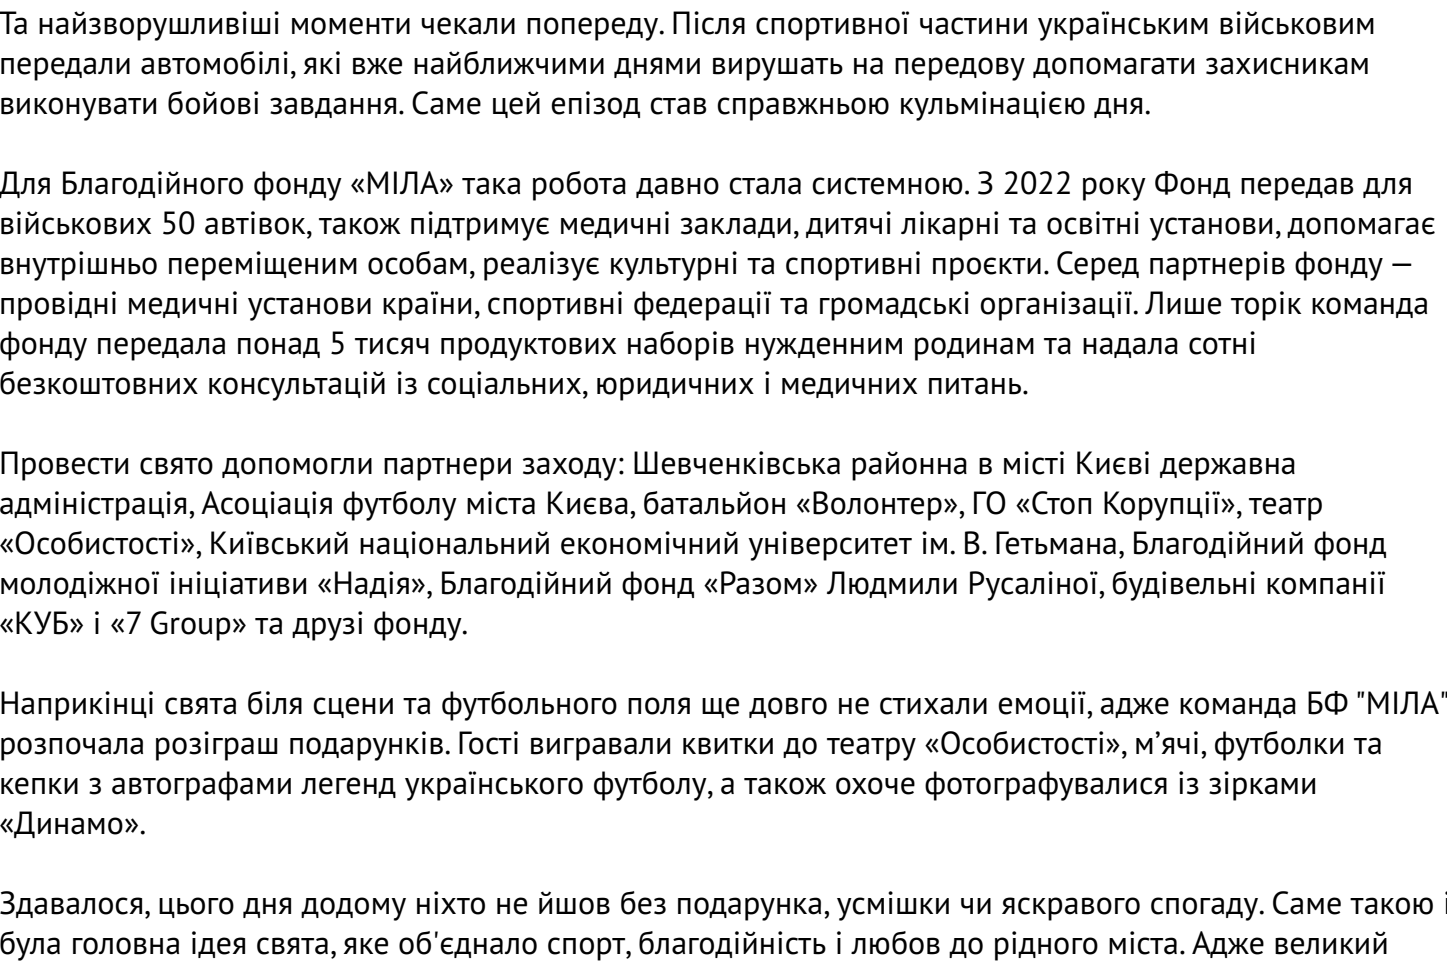 Та найзворушливіші моменти чекали попереду. Після спортивної частини українським військовим
передали автомобілі, які вже найближчими днями вирушать на передову допомагати захисникам
виконувати бойові завдання. Саме цей епізод став справжньою кульмінацією дня.
Для Благодійного фонду «МІЛА» така робота давно стала системною. З 2022 року Фонд передав для
військових 50 автівок, також підтримує медичні заклади, дитячі лікарні та освітні установи, допомагає
внутрішньо переміщеним особам, реалізує культурні та спортивні проєкти. Серед партнерів фонду —
провідні медичні установи країни, спортивні федерації та громадські організації. Лише торік команда
фонду передала понад 5 тисяч продуктових наборів нужденним родинам та надала сотні
безкоштовних консультацій із соціальних, юридичних і медичних питань.
Провести свято допомогли партнери заходу: Шевченківська районна в місті Києві державна
адміністрація, Асоціація футболу міста Києва, батальйон «Волонтер», ГО «Стоп Корупції», театр
«Особистості», Київський національний економічний університет ім. В. Гетьмана, Благодійний фонд
молодіжної ініціативи «Надія», Благодійний фонд «Разом» Людмили Русаліної, будівельні компанії
«КУБ» і «7 Group» та друзі фонду.
Наприкінці свята біля сцени та футбольного поля ще довго не стихали емоції, адже команда БФ "МІЛА"
розпочала розіграш подарунків. Гості вигравали квитки до театру «Особистості», м’ячі, футболки та
кепки з автографами легенд українського футболу, а також охоче фотографувалися із зірками
«Динамо».
Здавалося, цього дня додому ніхто не йшов без подарунка, усмішки чи яскравого спогаду. Саме такою і
була головна ідея свята, яке об'єднало спорт, благодійність і любов до рідного міста. Адже великий